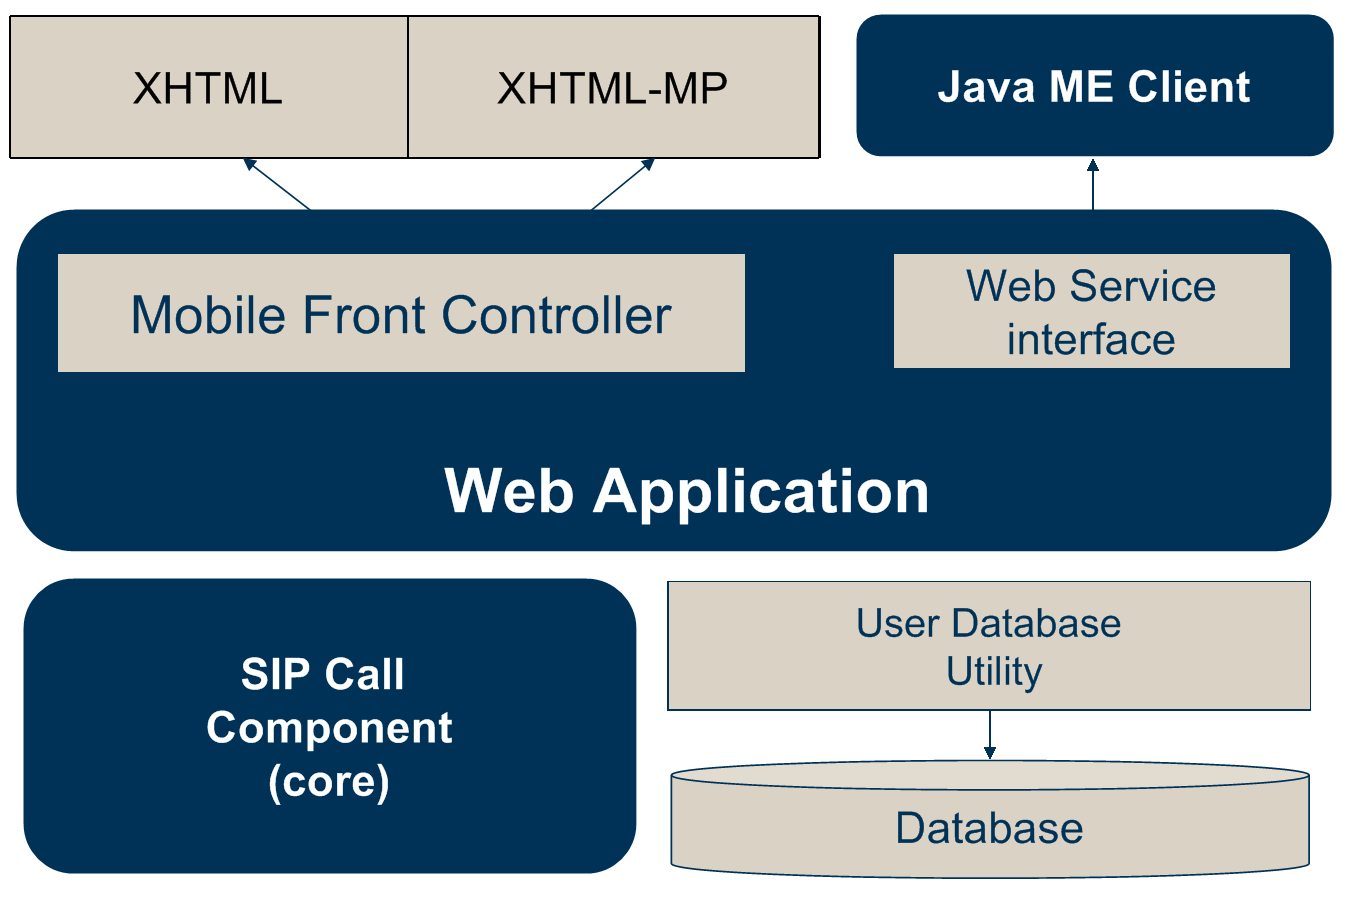 XHTML
XHTML-MP
Java ME Client
Mobile Front Controller
Web Service
interface
Web Application
SIP Call
Component
(core)
User Database
Utility
Database